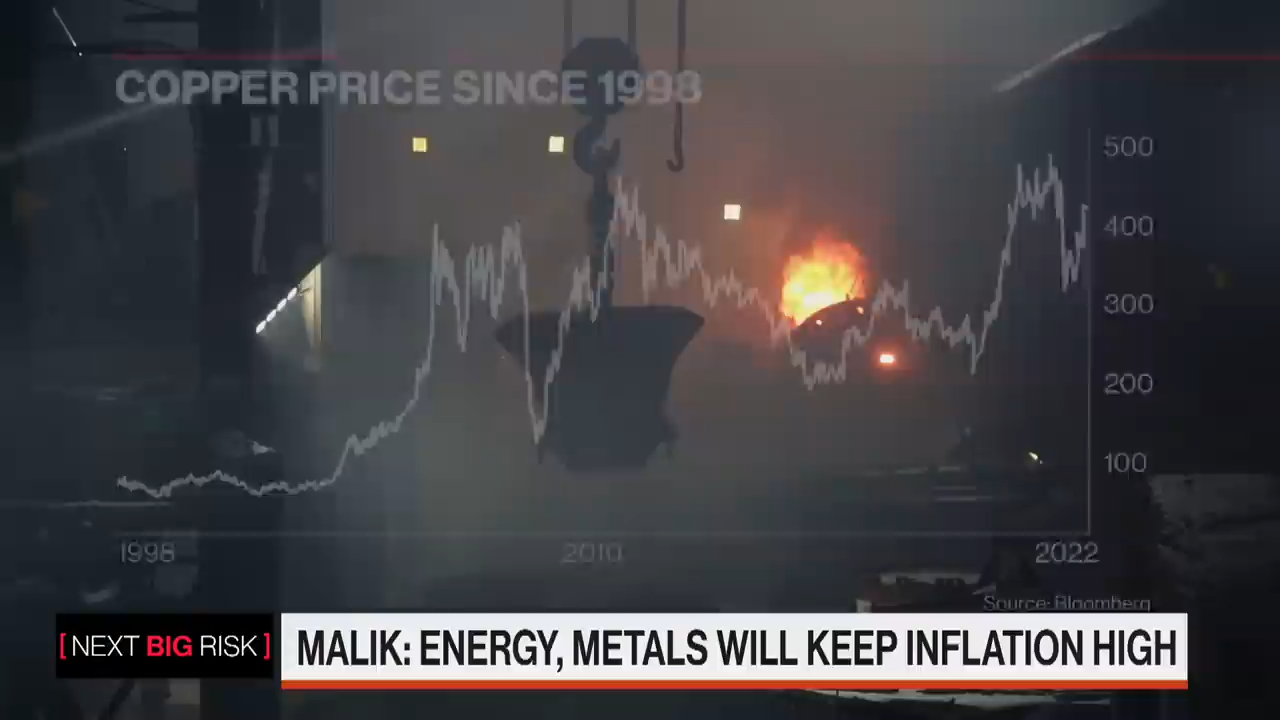 COPPER PRICE SINCE 1998
500
400
300
200
100
1998
2010
2022
Source: Bloomberg
[NEXT BIG RISK]
MALIK: ENERGY, METALS WILL KEEP INFLATION HIGH